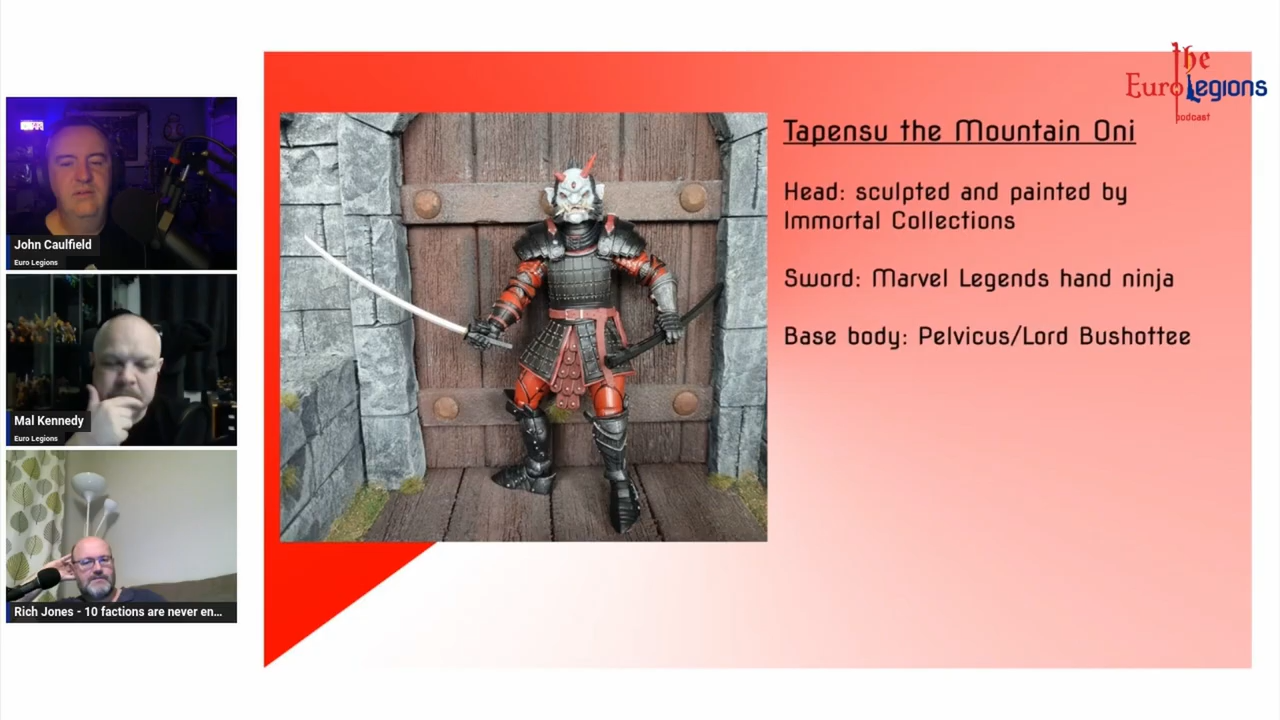 the
EuroLegions
podcast
Tapensu the Mountain Oni
Head: sculpted and painted by
Immortal Collections
Sword: Marvel Legends hand ninja
Base body: Pelvicus/Lord Bushottee
John Caulfield
Euro Legions
Mal Kennedy
Euro Legions
Rich Jones - 10 factions are never en...